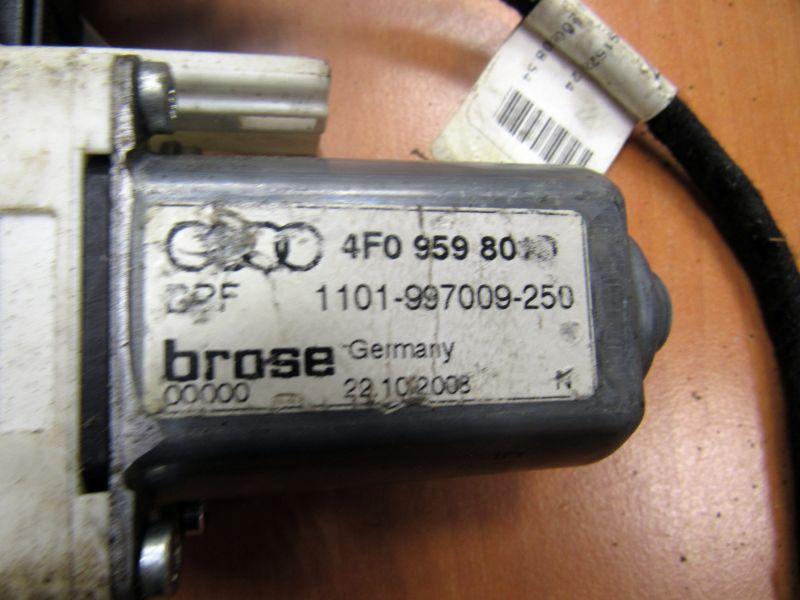 4F0 959 80
1101-997009-250
brose Germany
00000 22.10.2008 K